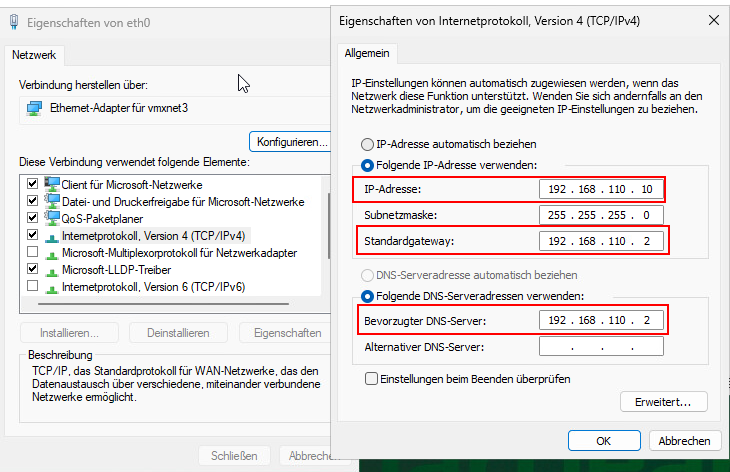 Eigenschaften von eth0
Netzwerk
Verbindung herstellen über:
Ethernet-Adapter für vmxnet3
Konfigurieren...
Diese Verbindung verwendet folgende Elemente:
Client für Microsoft-Netzwerke
Datei- und Druckerfreigabe für Microsoft-Netzwerke
QoS-Paketplaner
Internetprotokoll, Version 4 (TCP/IPv4)
Microsoft-Multiplexorprotokoll für Netzwerkadapter
Microsoft-LLDP-Treiber
Internetprotokoll, Version 6 (TCP/IPv6)
Installieren...
Deinstallieren
Eigenschaften
Beschreibung
TCP/IP, das Standardprotokoll für WAN-Netzwerke, das den
Datenaustausch über verschiedene, miteinander verbundene
Netzwerke ermöglicht.
Schließen
Abbrechen
Eigenschaften von Internetprotokoll, Version 4 (TCP/IPv4)
Allgemein
IP-Einstellungen können automatisch zugewiesen werden, wenn das
Netzwerk diese Funktion unterstützt. Wenden Sie sich andernfalls an den
Netzwerkadministrator, um die geeigneten IP-Einstellungen zu beziehen.
IP-Adresse automatisch beziehen
Folgende IP-Adresse verwenden:
IP-Adresse: 192 . 168 . 110 . 10
Subnetzmaske: 255 . 255 . 255 . 0
Standardgateway: 192 . 168 . 110 . 2
DNS-Serveradresse automatisch beziehen
Folgende DNS-Serveradressen verwenden:
Bevorzugter DNS-Server: 192 . 168 . 110 . 2
Alternativer DNS-Server: . . .
Einstellungen beim Beenden überprüfen
Erweitert...
OK
Abbrechen